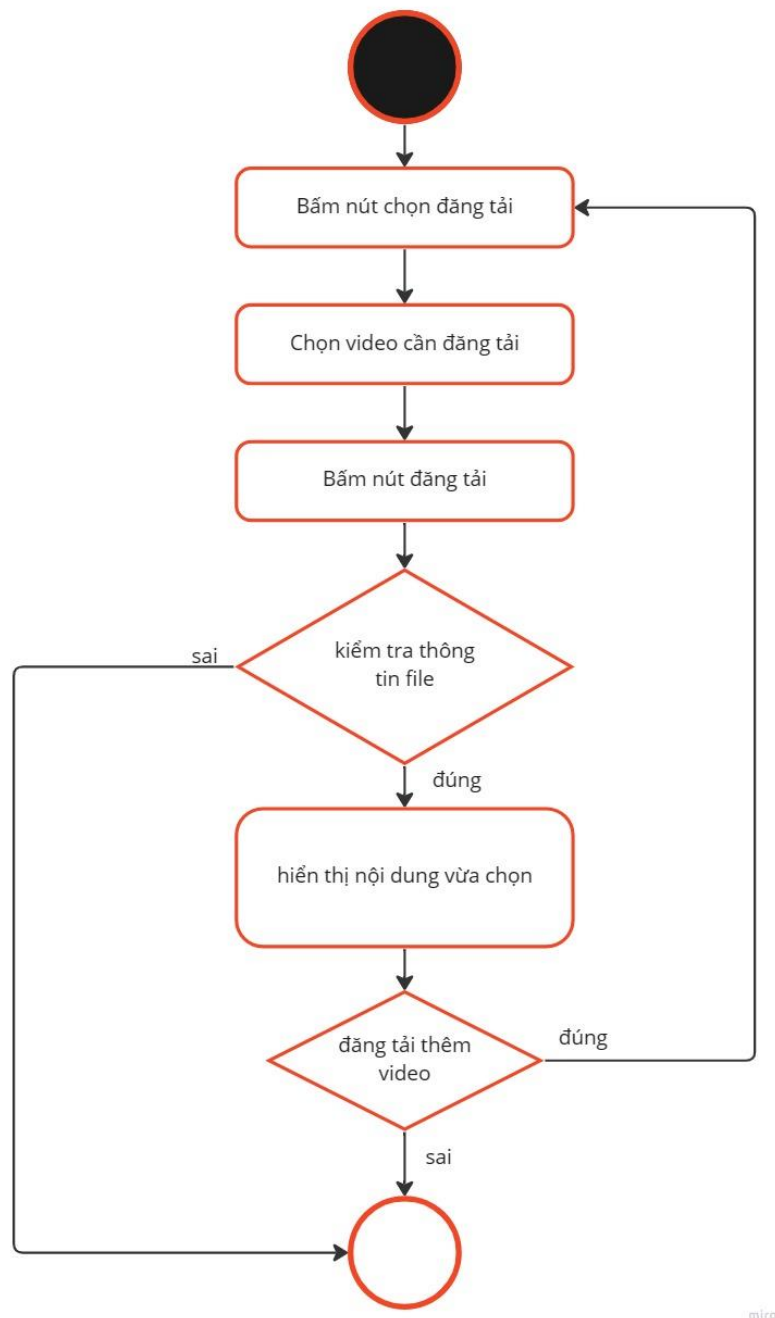 Bấm nút chọn đăng tải
Chọn video cần đăng tải
Bấm nút đăng tải
kiểm tra thông
tin file
sai
đúng
hiển thị nội dung vừa chọn
đăng tải thêm
video
đúng
sai
miro